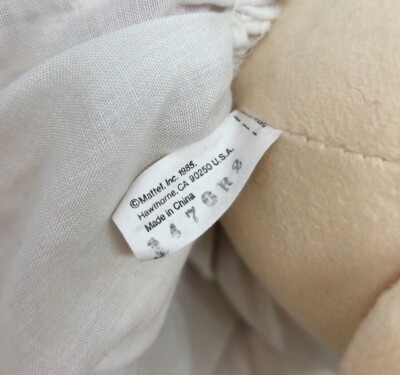 ©Mattel, Inc. 1985.
Hawthorne, CA 90250 U.S.A.
Made in China